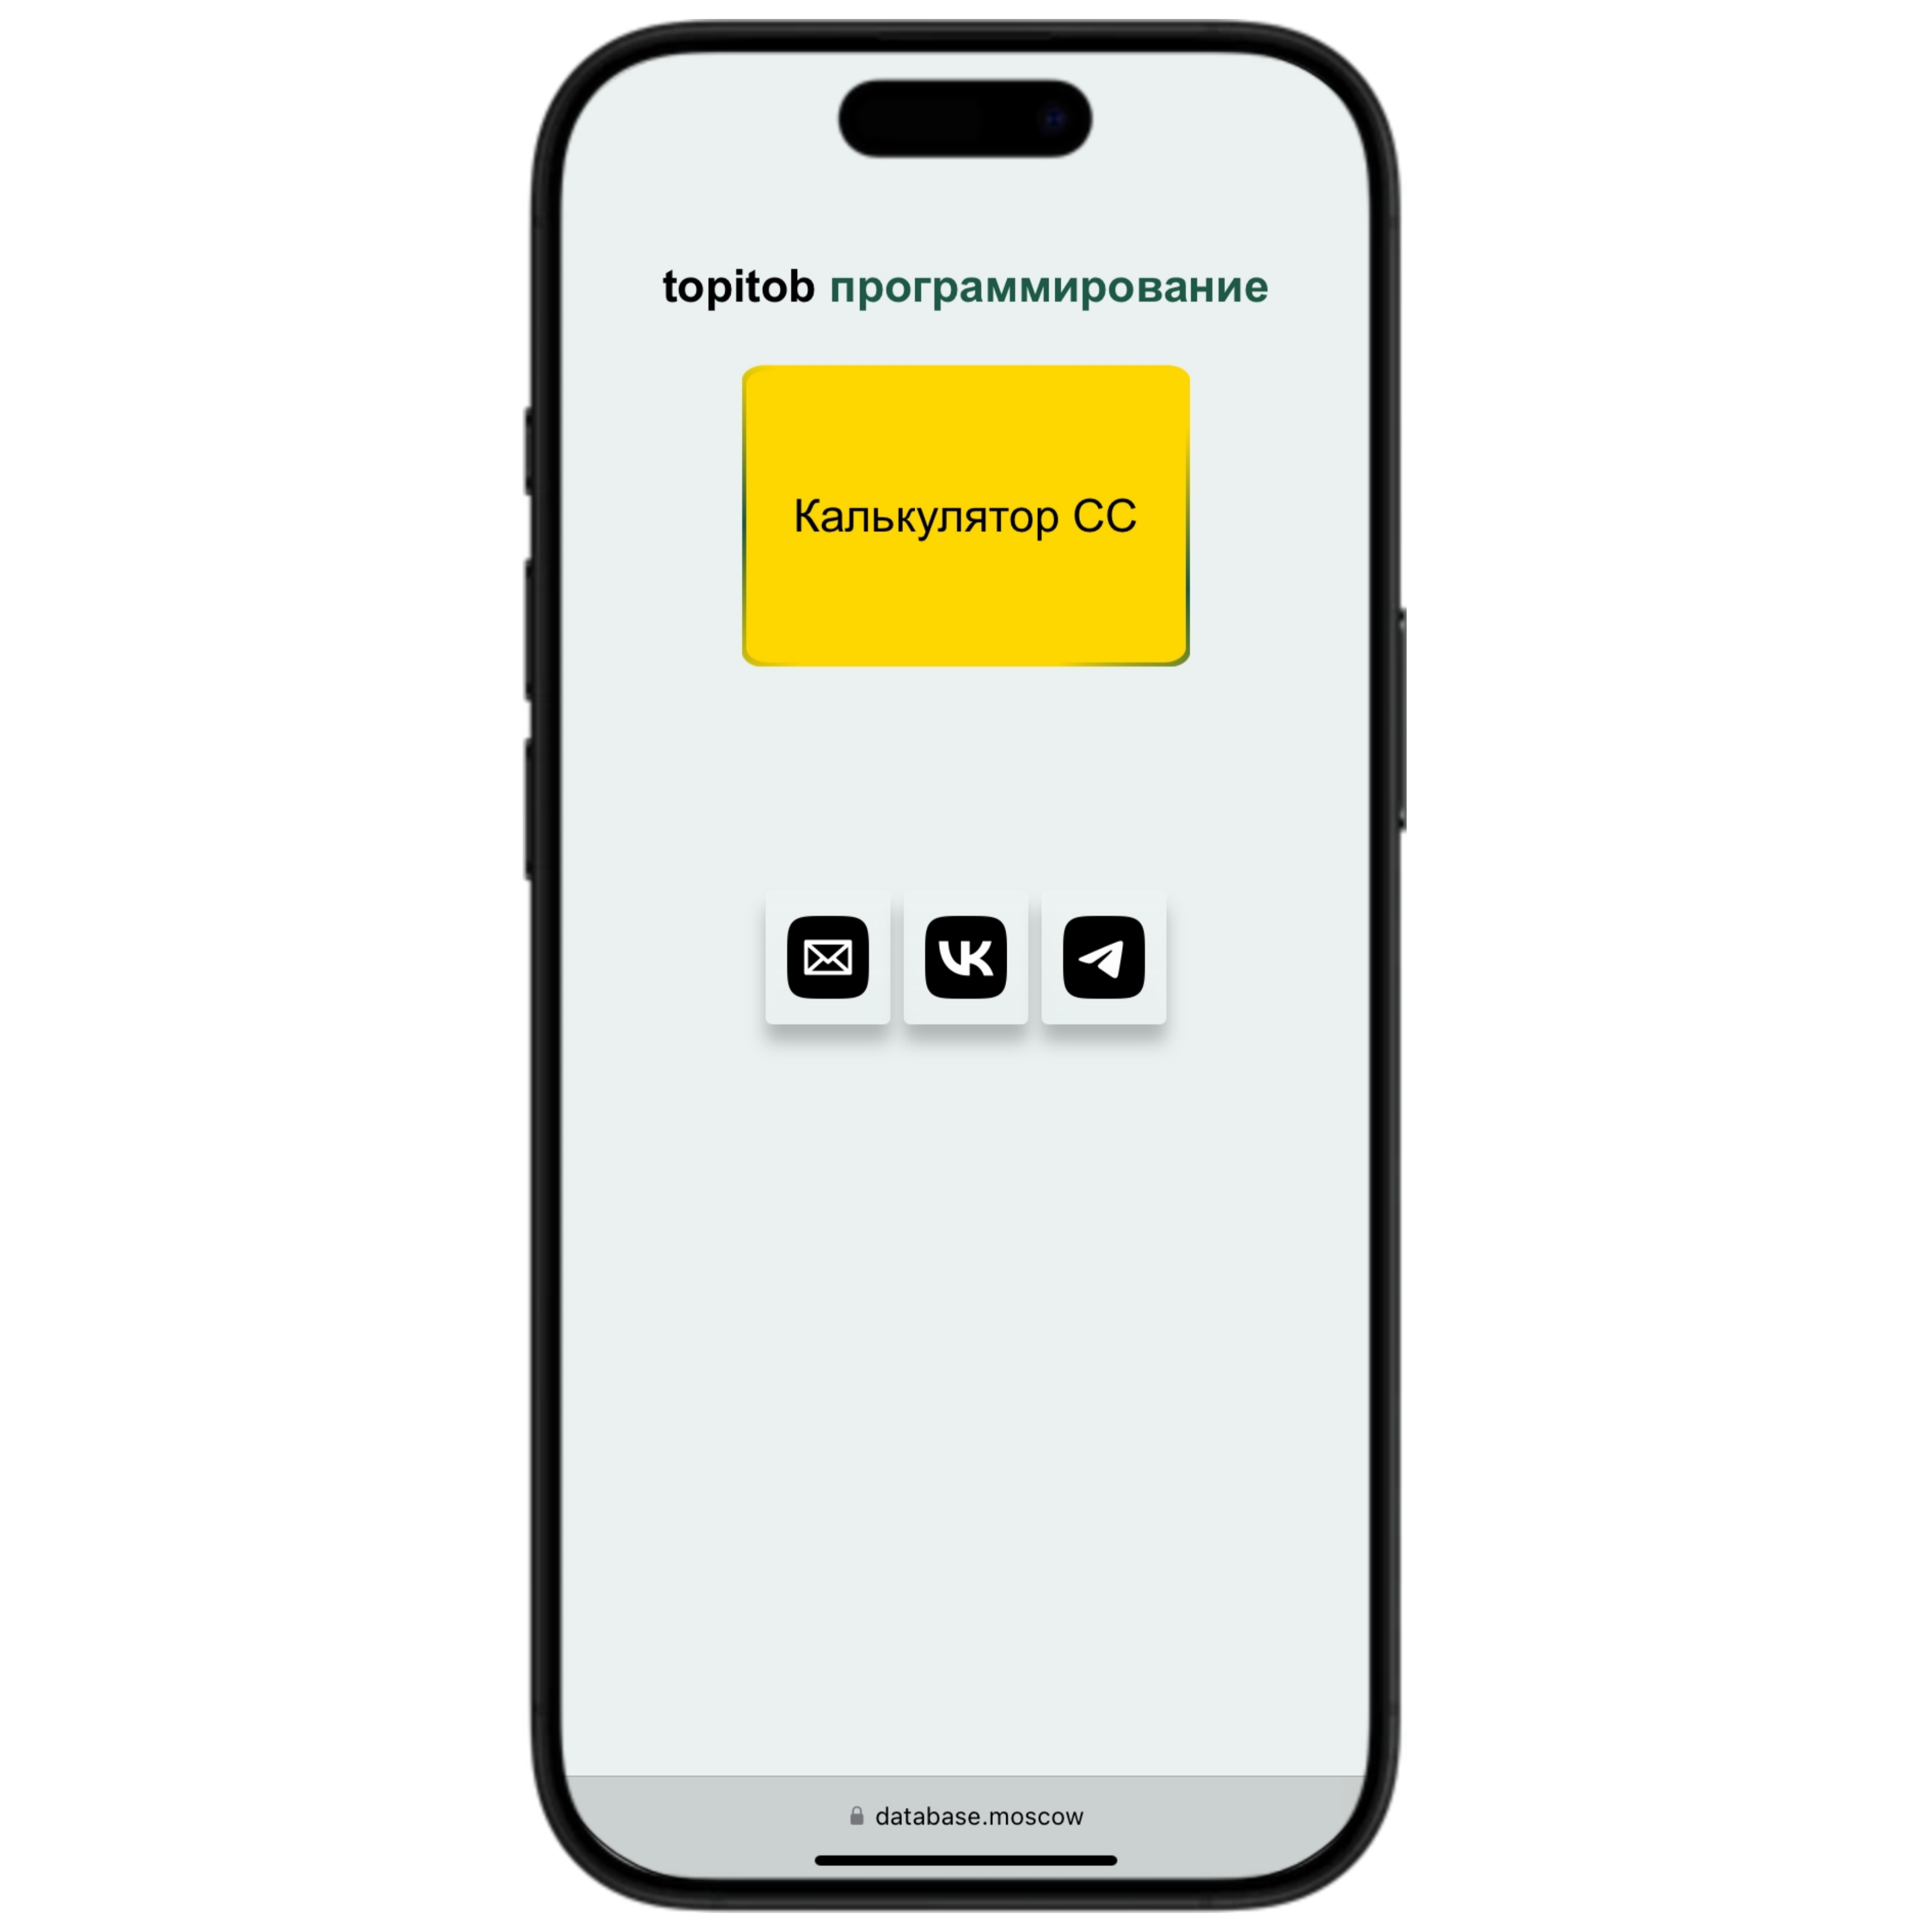 topitob программирование
Калькулятор СС
database.moscow